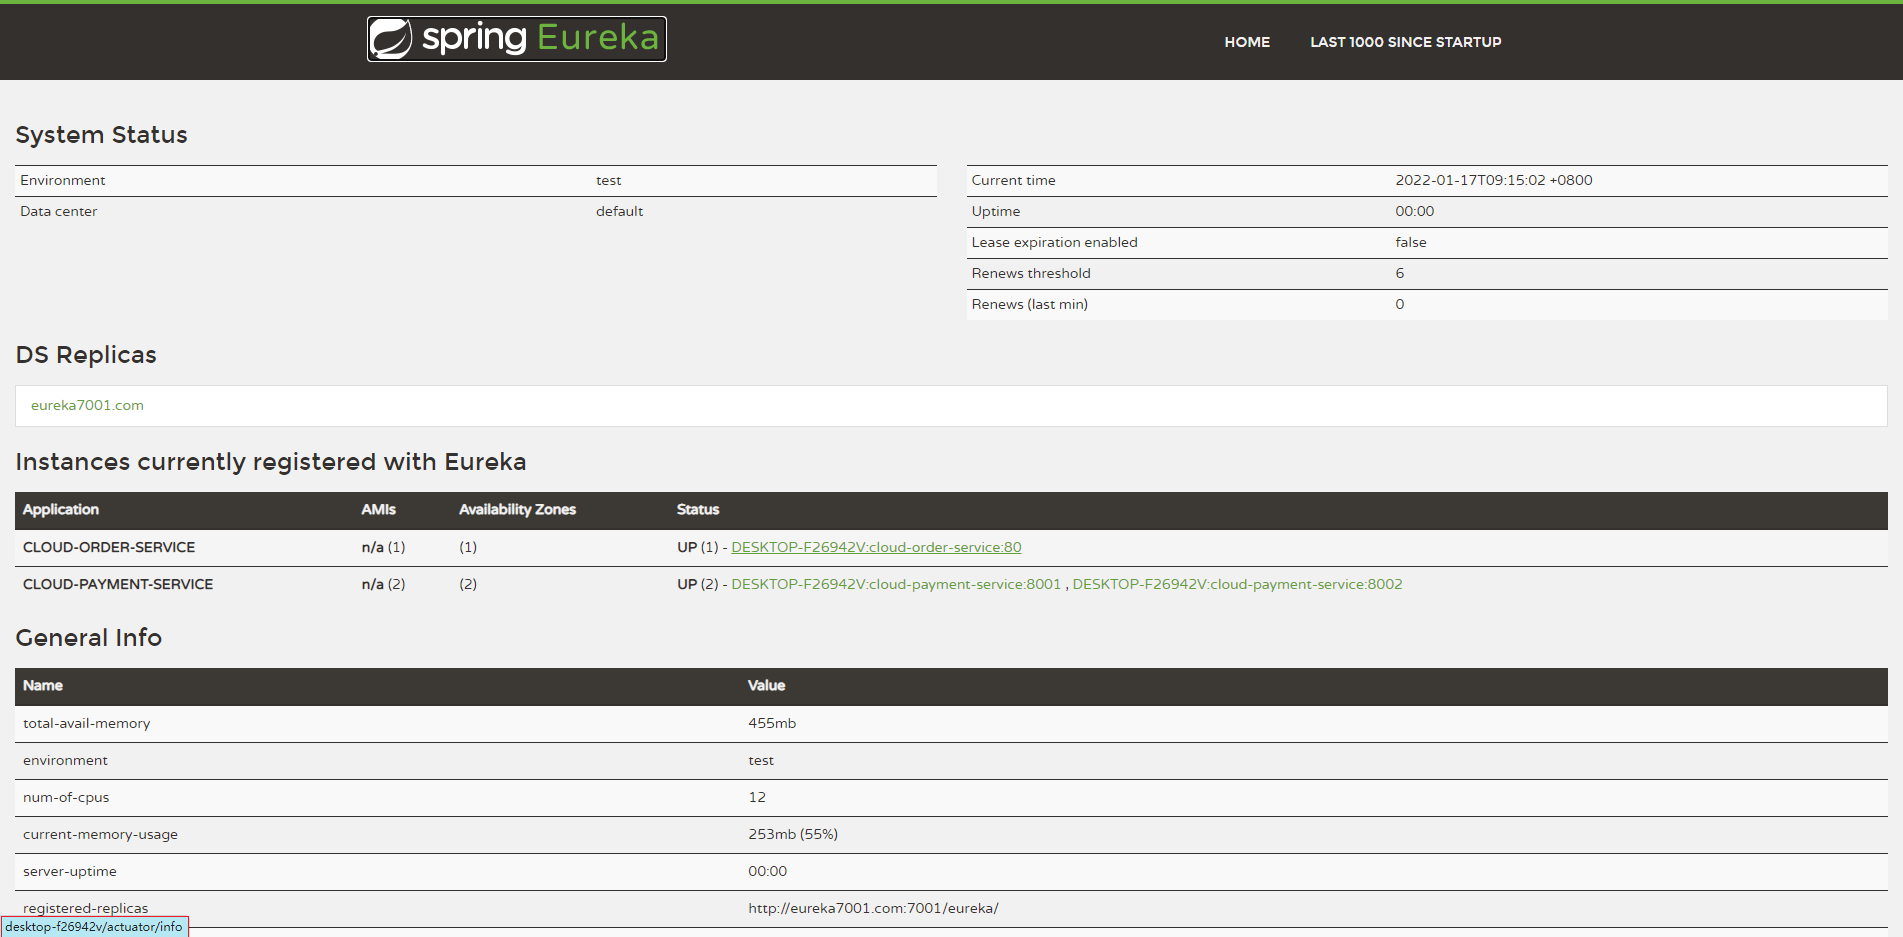 spring Eureka
HOME LAST 1000 SINCE STARTUP
System Status
Environment test
Data center default
Current time 2022-01-17T09:15:02 +0800
Uptime 00:00
Lease expiration enabled false
Renews threshold 6
Renews (last min) 0
DS Replicas
eureka7001.com
Instances currently registered with Eureka
Application AMIs Availability Zones Status
CLOUD-ORDER-SERVICE n/a (1) (1) UP (1) - DESKTOP-F26942V:cloud-order-service:80
CLOUD-PAYMENT-SERVICE n/a (2) (2) UP (2) - DESKTOP-F26942V:cloud-payment-service:8001 , DESKTOP-F26942V:cloud-payment-service:8002
General Info
Name Value
total-avail-memory 455mb
environment test
num-of-cpus 12
current-memory-usage 253mb (55%)
server-uptime 00:00
registered-replicas http://eureka7001.com:7001/eureka/
desktop-f26942v/actuator/info